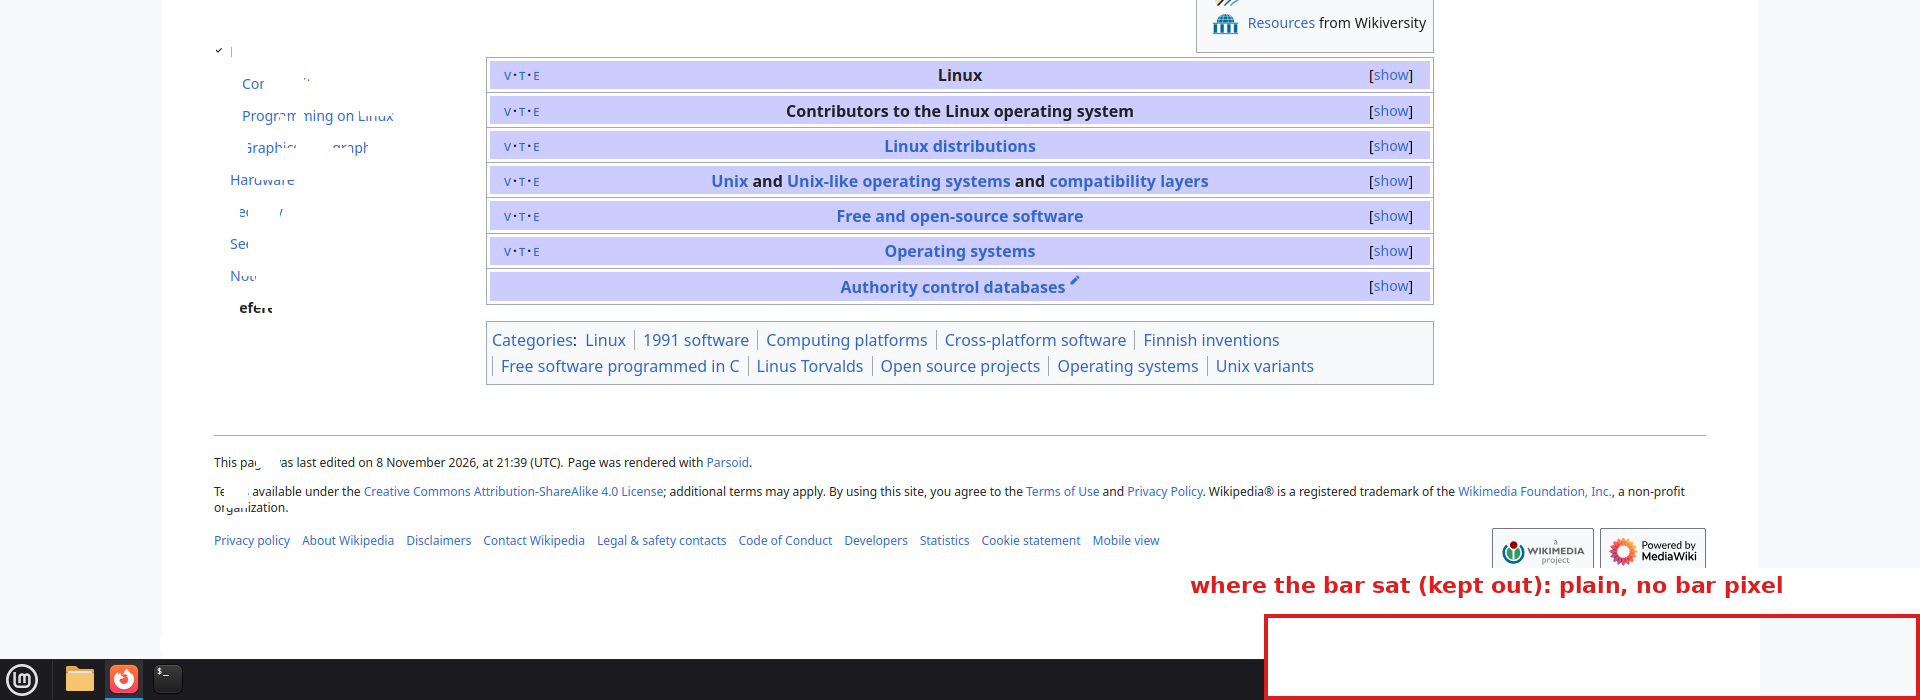 Resources from Wikiversity
Programming on Linux
Hardware
V·T·E Linux [show]
V·T·E Contributors to the Linux operating system [show]
V·T·E Linux distributions [show]
V·T·E Unix and Unix-like operating systems and compatibility layers [show]
V·T·E Free and open-source software [show]
V·T·E Operating systems [show]
Authority control databases [show]
Categories: Linux | 1991 software | Computing platforms | Cross-platform software | Finnish inventions
| Free software programmed in C | Linus Torvalds | Open source projects | Operating systems | Unix variants
This page was last edited on 8 November 2026, at 21:39 (UTC). Page was rendered with Parsoid.
available under the Creative Commons Attribution-ShareAlike 4.0 License; additional terms may apply. By using this site, you agree to the Terms of Use and Privacy Policy. Wikipedia® is a registered trademark of the Wikimedia Foundation, Inc., a non-profit
organization.
Privacy policy About Wikipedia Disclaimers Contact Wikipedia Legal & safety contacts Code of Conduct Developers Statistics Cookie statement Mobile view
a WIKIMEDIA project
Powered by MediaWiki
where the bar sat (kept out): plain, no bar pixel
$_